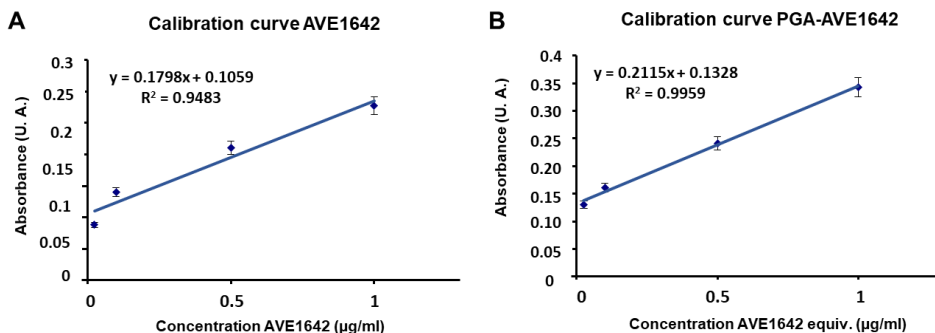 A
Calibration curve AVE1642
0.3
0.25
0.2
0.15
0.1
0.05
0
Absorbance (U. A.)
y = 0.1798x + 0.1059
R² = 0.9483
0
0.5
1
Concentration AVE1642 (µg/ml)
B
Calibration curve PGA-AVE1642
0.4
0.35
0.30
0.25
0.20
0.15
0.10
0.05
0
Absorbance (U. A.)
y = 0.2115x + 0.1328
R² = 0.9959
0
0.5
1
Concentration AVE1642 equiv. (µg/ml)